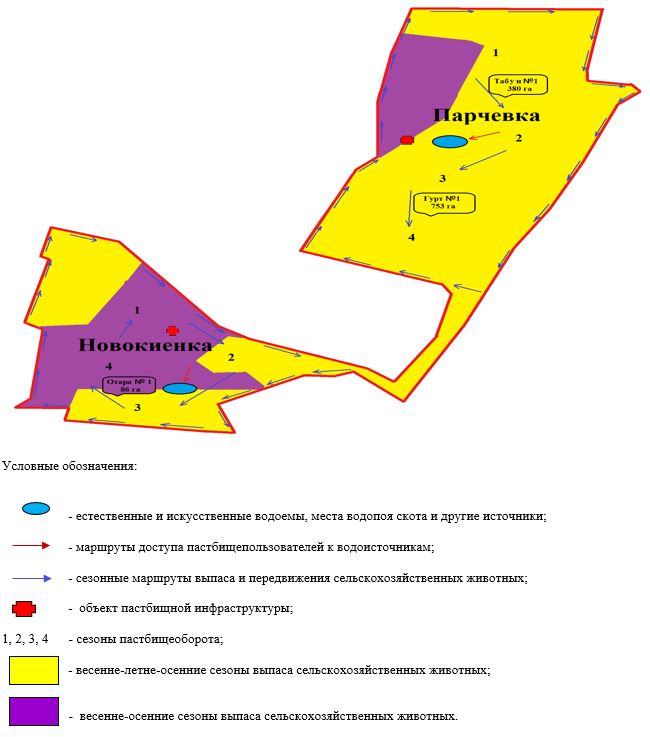 1
Табун №1
380 га
Парчевка
2
3
Гурт №1
753 га
4
1
Новокиенка
2
4
Отара № 1
86 га
3
Условные обозначения:
- естественные и искусственные водоемы, места водопоя скота и другие источники;
- маршруты доступа пастбищепользователей к водоисточникам;
- сезонные маршруты выпаса и передвижения сельскохозяйственных животных;
- объект пастбищной инфраструктуры;
1, 2, 3, 4 - сезоны пастбищеоборота;
- весенне-летне-осенние сезоны выпаса сельскохозяйственных животных;
- весенне-осенние сезоны выпаса сельскохозяйственных животных.